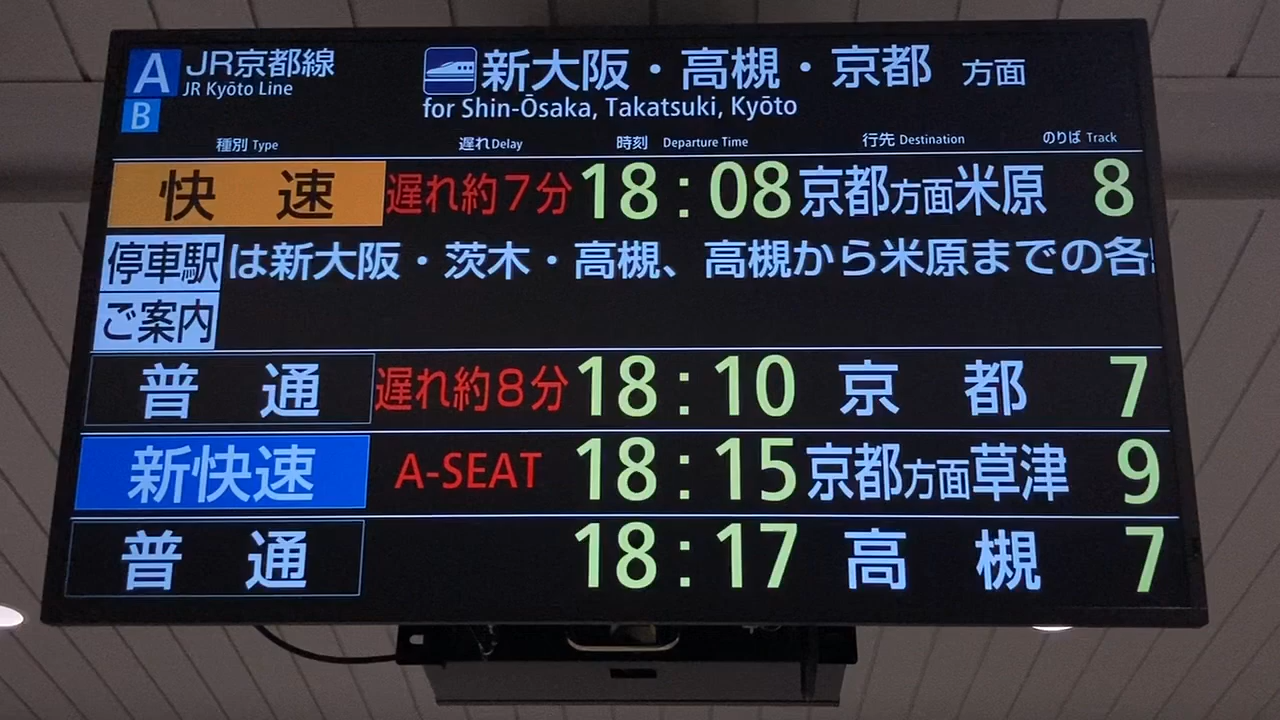 A JR京都線 新大阪・高槻・京都 方面
B JR Kyōto Line for Shin-Ōsaka, Takatsuki, Kyōto
種別 Type 遅れ Delay 時刻 Departure Time 行先 Destination のりば Track
快 速 遅れ約7分 18:08 京都方面米原 8
停車駅 は新大阪・茨木・高槻、高槻から米原までの各
ご案内
普 通 遅れ約8分 18:10 京 都 7
新快速 A-SEAT 18:15 京都方面草津 9
普 通 18:17 高 槻 7